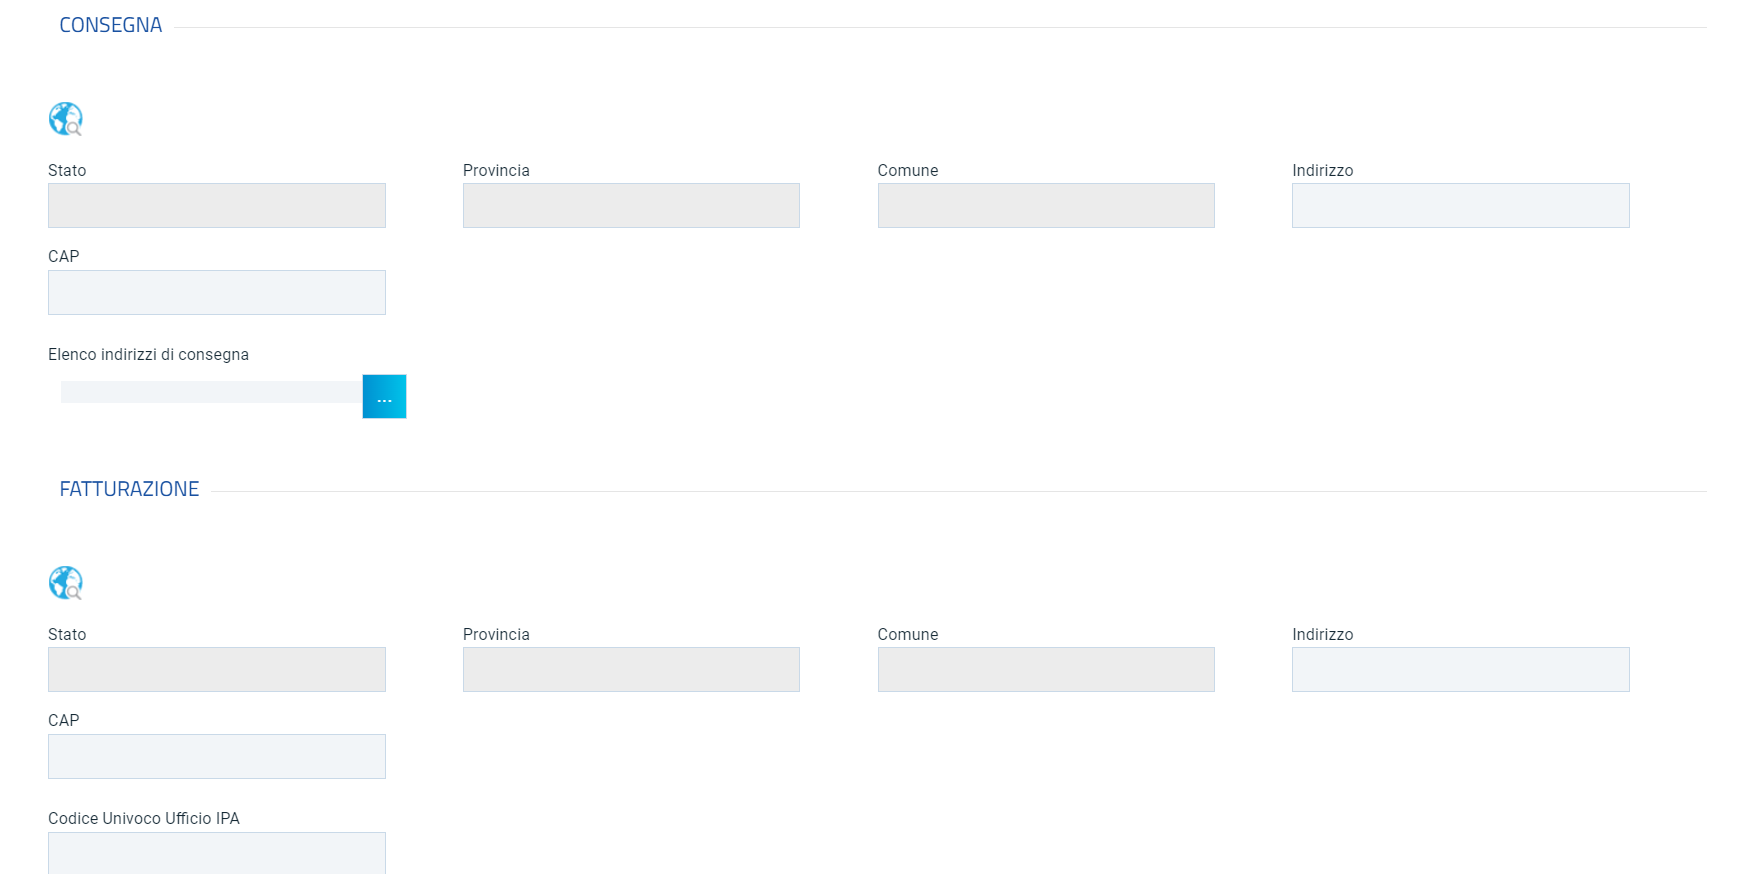 CONSEGNA
Stato Provincia Comune Indirizzo
CAP
Elenco indirizzi di consegna
...
FATTURAZIONE
Stato Provincia Comune Indirizzo
CAP
Codice Univoco Ufficio IPA